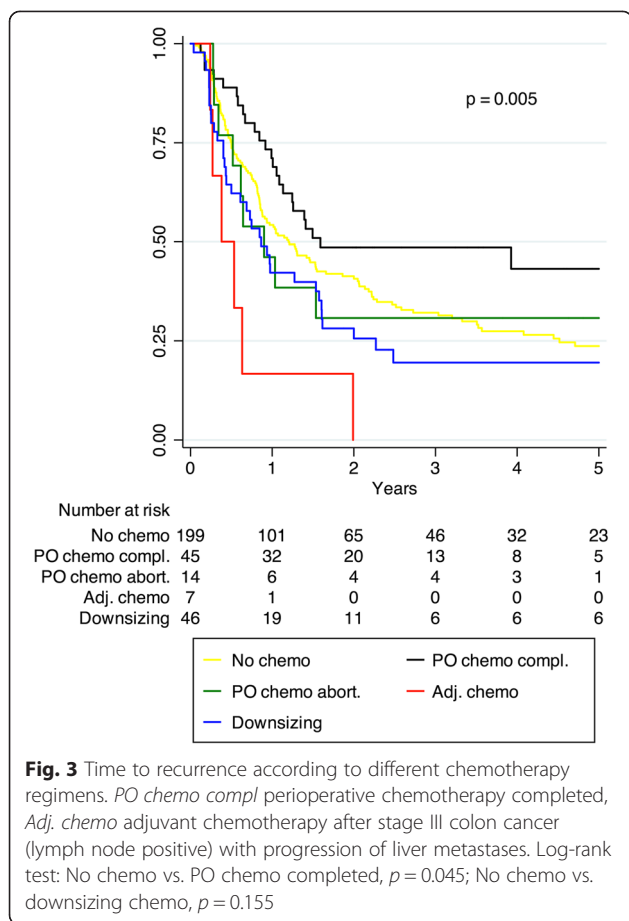 1.00
p = 0.005
0.75
0.50
0.25
0.00
0 1 2 3 4 5
Years
Number at risk
No chemo 199 101 65 46 32 23
PO chemo compl. 45 32 20 13 8 5
PO chemo abort. 14 6 4 4 3 1
Adj. chemo 7 1 0 0 0 0
Downsizing 46 19 11 6 6 6
No chemo PO chemo compl.
PO chemo abort. Adj. chemo
Downsizing
Fig. 3 Time to recurrence according to different chemotherapy
regimens. PO chemo compl perioperative chemotherapy completed,
Adj. chemo adjuvant chemotherapy after stage III colon cancer
(lymph node positive) with progression of liver metastases. Log-rank
test: No chemo vs. PO chemo completed, p = 0.045; No chemo vs.
downsizing chemo, p = 0.155